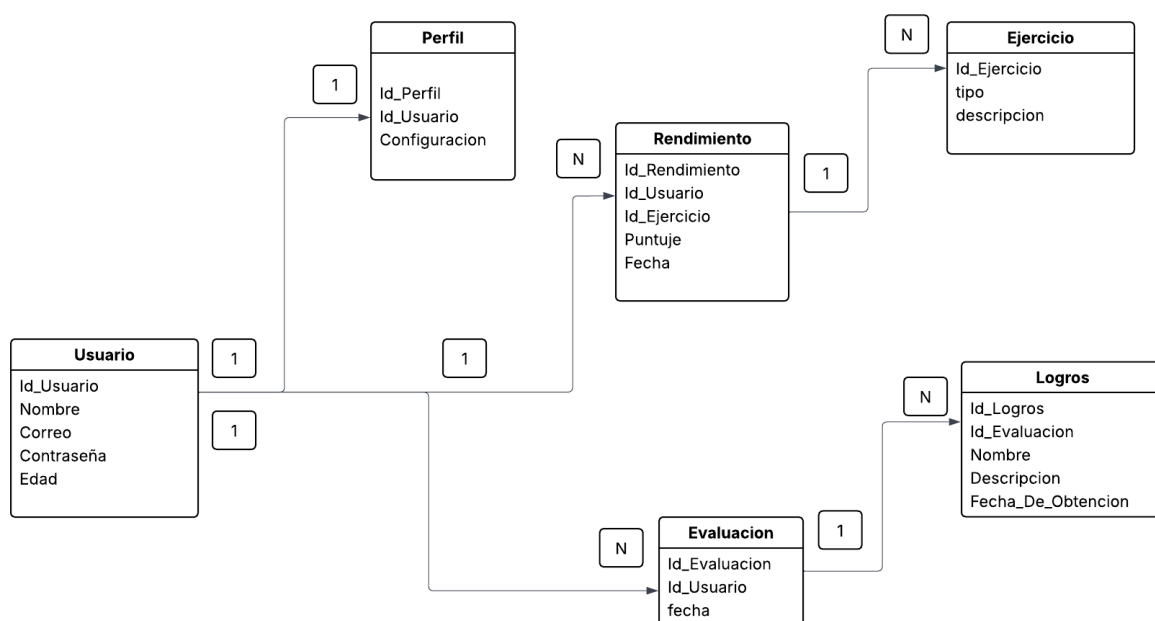 Perfil
Id_Perfil
Id_Usuario
Configuracion
1
N
Ejercicio
Id_Ejercicio
tipo
descripcion
N
Rendimiento
Id_Rendimiento
Id_Usuario
Id_Ejercicio
Puntuje
Fecha
1
Usuario
Id_Usuario
Nombre
Correo
Contraseña
Edad
1
1
1
N
Logros
Id_Logros
Id_Evaluacion
Nombre
Descripcion
Fecha_De_Obtencion
N
Evaluacion
Id_Evaluacion
Id_Usuario
fecha
1